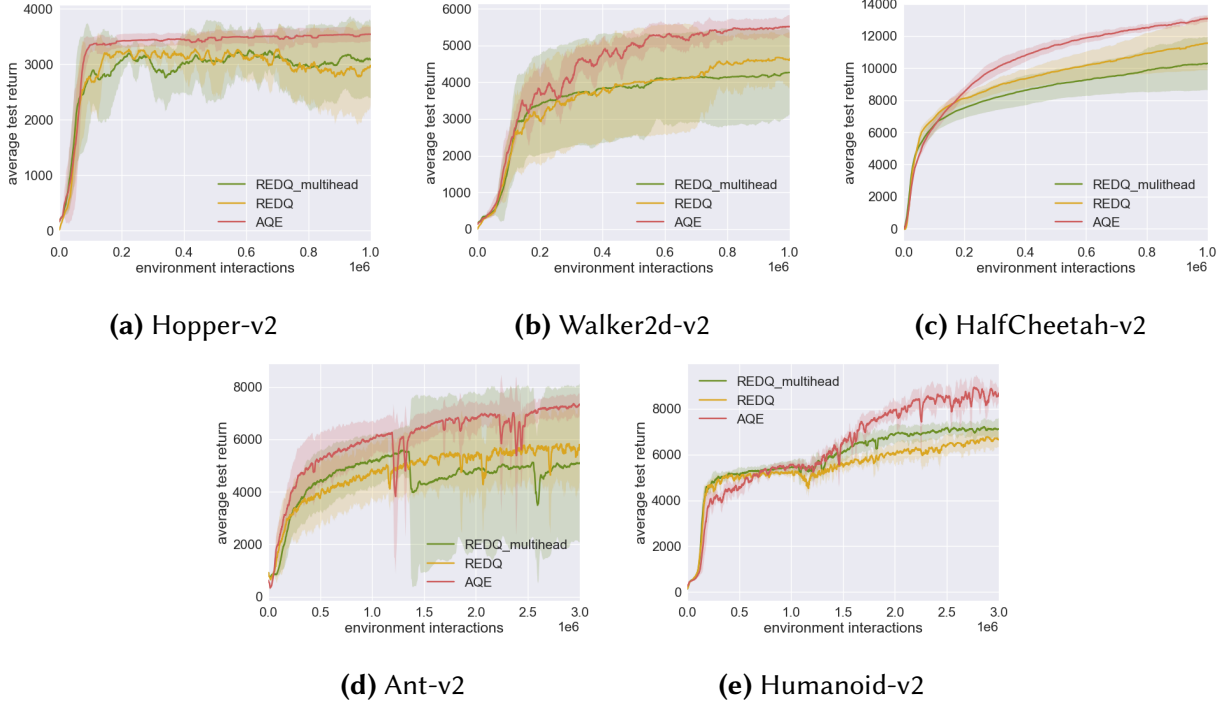 4000
3000
2000
1000
0
average test return
REDQ_multihead
REDQ
AQE
0.0 0.2 0.4 0.6 0.8 1.0
environment interactions 1e6
(a) Hopper-v2
6000
5000
4000
3000
2000
1000
0
average test return
REDQ_multihead
REDQ
AQE
0.0 0.2 0.4 0.6 0.8 1.0
environment interactions 1e6
(b) Walker2d-v2
14000
12000
10000
8000
6000
4000
2000
0
average test return
REDQ_mulithead
REDQ
AQE
0.0 0.2 0.4 0.6 0.8 1.0
environment interactions 1e6
(c) HalfCheetah-v2
8000
6000
4000
2000
0
average test return
REDQ_multihead
REDQ
AQE
0.0 0.5 1.0 1.5 2.0 2.5 3.0
environment interactions 1e6
(d) Ant-v2
8000
6000
4000
2000
0
average test return
REDQ_multihead
REDQ
AQE
0.0 0.5 1.0 1.5 2.0 2.5 3.0
environment interactions 1e6
(e) Humanoid-v2